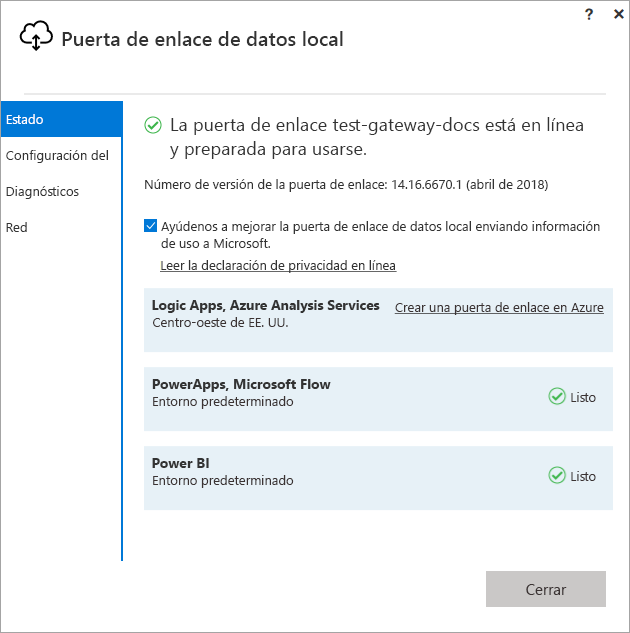 ?
Puerta de enlace de datos local
Estado
Configuración del
Diagnósticos
Red
La puerta de enlace test-gateway-docs está en línea
y preparada para usarse.
Número de versión de la puerta de enlace: 14.16.6670.1 (abril de 2018)
Ayúdenos a mejorar la puerta de enlace de datos local enviando información
de uso a Microsoft.
Leer la declaración de privacidad en línea
Logic Apps, Azure Analysis Services
Crear una puerta de enlace en Azure
Centro-oeste de EE. UU.
PowerApps, Microsoft Flow
Entorno predeterminado
Listo
Power BI
Entorno predeterminado
Listo
Cerrar